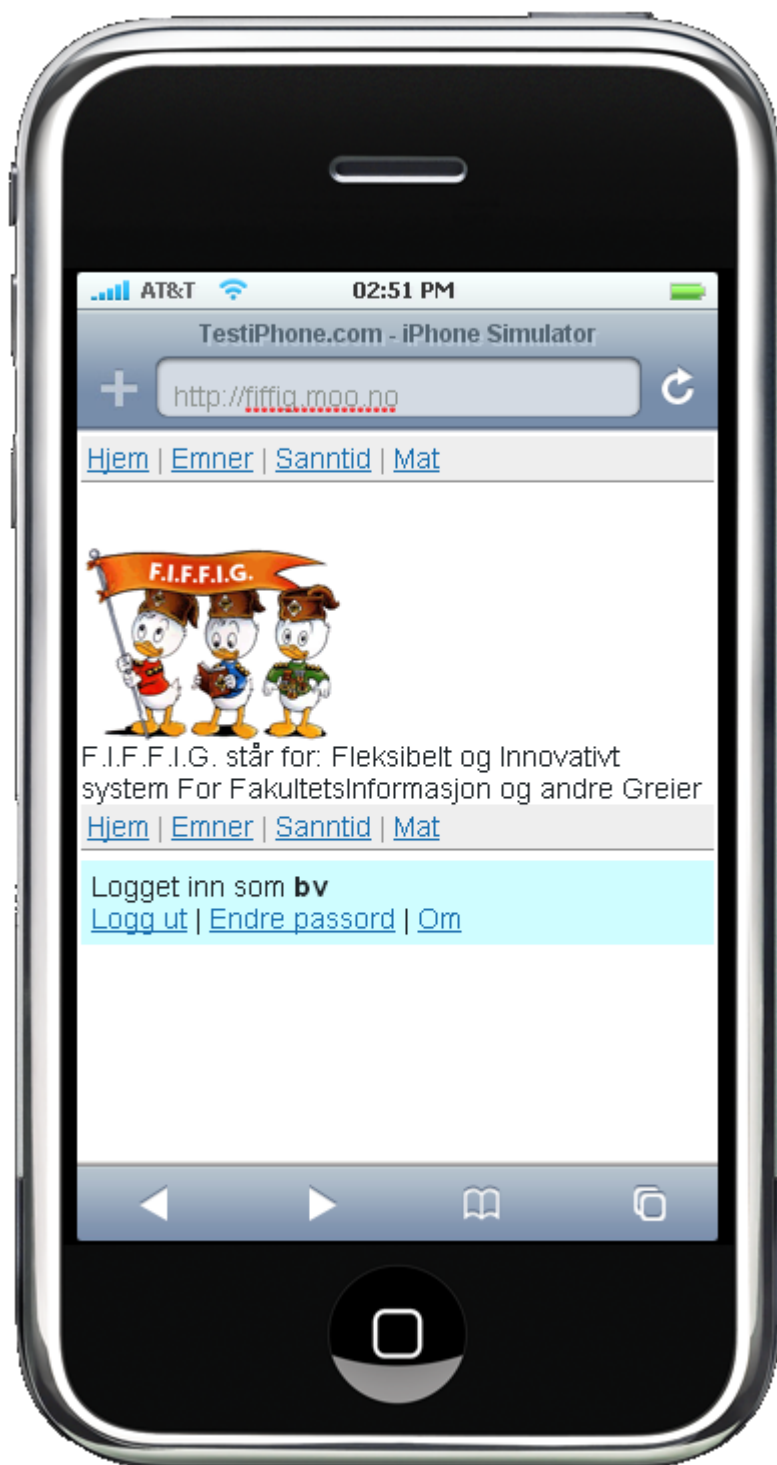 AT&T 02:51 PM
TestiPhone.com - iPhone Simulator
http://fiffig.moo.no
Hjem | Emner | Sanntid | Mat
F.I.F.F.I.G.
F.I.F.F.I.G. står for: Fleksibelt og Innovativt
system For FakultetsInformasjon og andre Greier
Hjem | Emner | Sanntid | Mat
Logget inn som bv
Logg ut | Endre passord | Om